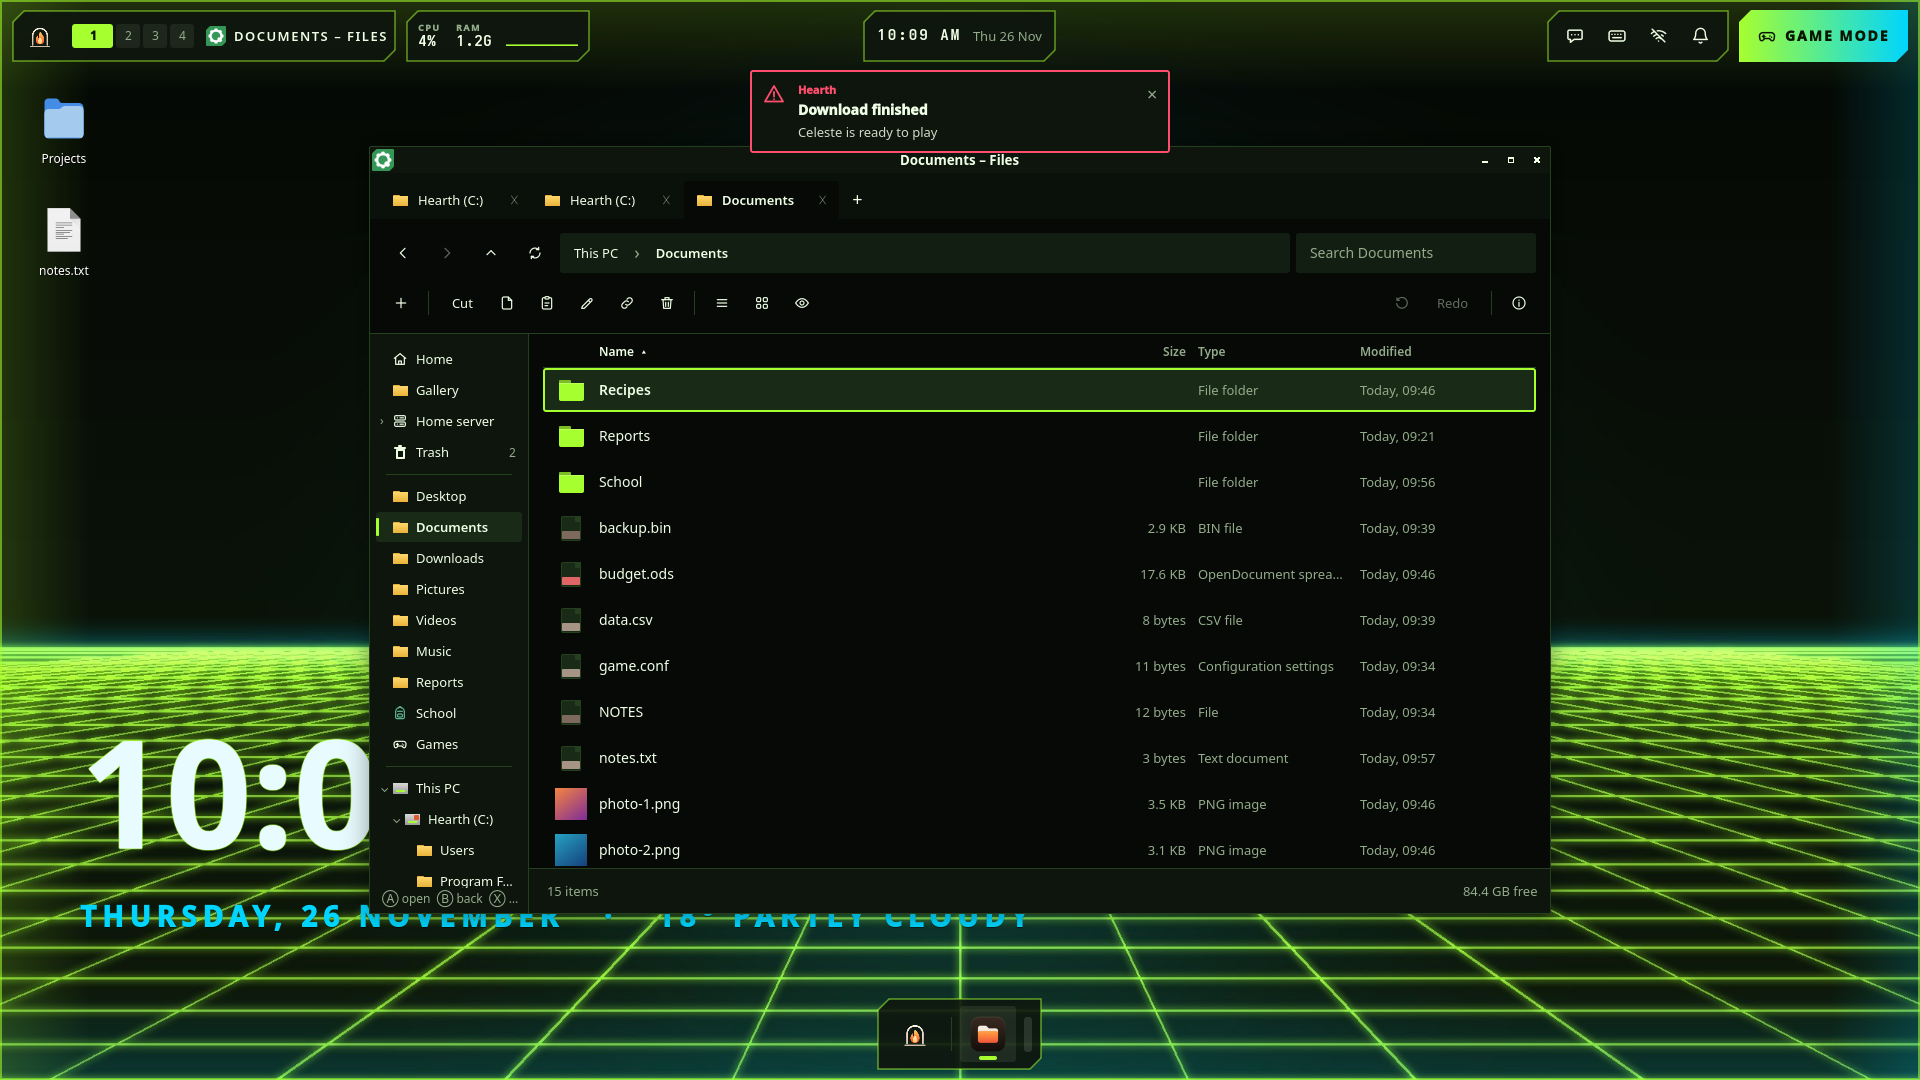 1 2 3 4 DOCUMENTS – FILES
CPU RAM
4% 1.2G
10:09 AM Thu 26 Nov
GAME MODE
Hearth
Download finished
Celeste is ready to play
Projects
notes.txt
Documents – Files
Hearth (C:) X Hearth (C:) X Documents X +
This PC › Documents
Search Documents
Cut
Redo
Home
Gallery
Home server
Trash 2
Desktop
Documents
Downloads
Pictures
Videos
Music
Reports
School
Games
This PC
Hearth (C:)
Users
Program F...
A open B back X ...
Name Size Type Modified
Recipes File folder Today, 09:46
Reports File folder Today, 09:21
School File folder Today, 09:56
backup.bin 2.9 KB BIN file Today, 09:39
budget.ods 17.6 KB OpenDocument sprea... Today, 09:46
data.csv 8 bytes CSV file Today, 09:39
game.conf 11 bytes Configuration settings Today, 09:34
NOTES 12 bytes File Today, 09:34
notes.txt 3 bytes Text document Today, 09:57
photo-1.png 3.5 KB PNG image Today, 09:46
photo-2.png 3.1 KB PNG image Today, 09:46
15 items 84.4 GB free
10:0
THURSDAY, 26 NOVEMBER · 18° PARTLY CLOUDY